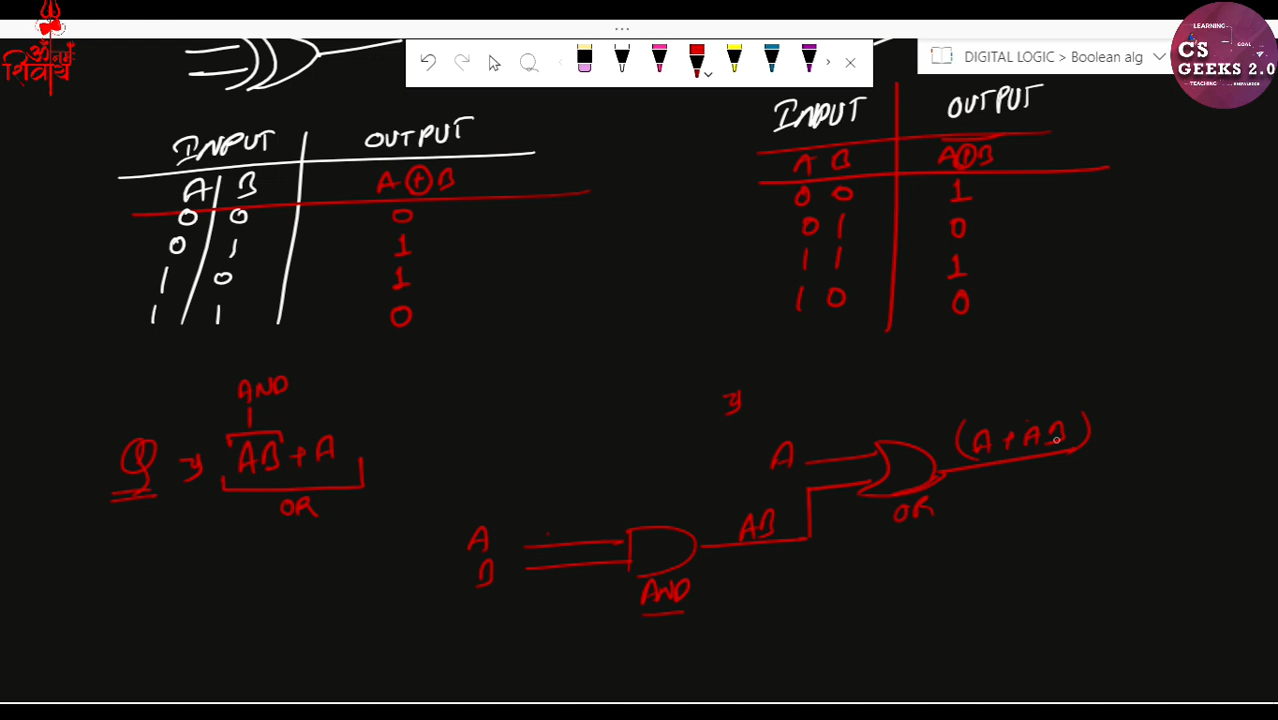 ॐ नमः
शिवाय
LEARNING
GOAL
CS
GEEKS 2.0
TEACHING
DIGITAL LOGIC > Boolean alg
INPUT OUTPUT
A B A ⊕ B
0 0 0
0 1 1
1 0 1
1 1 0
INPUT OUTPUT
A B A⊕B
0 0 1
0 1 0
1 1 1
1 0 0
AND
Q ⇒ AB + A
OR
⇒
A (A + AB)
OR
A
B
AB
AND